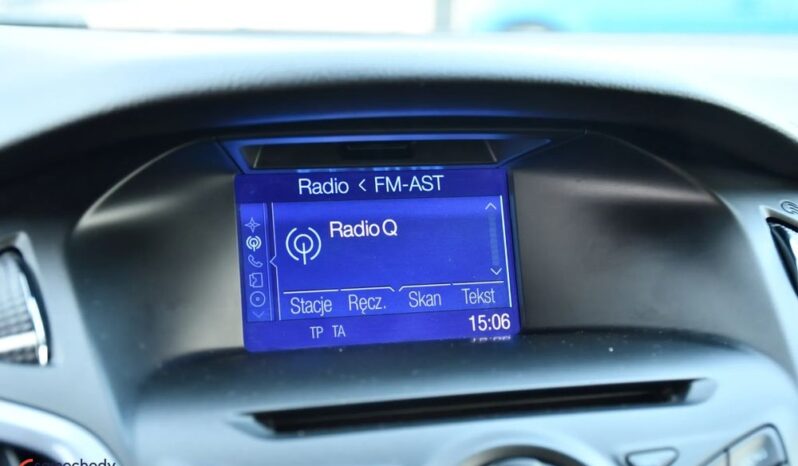 Radio < FM-AST
Radio Q
Stacje Ręcz. Skan Tekst
TP TA 15:06